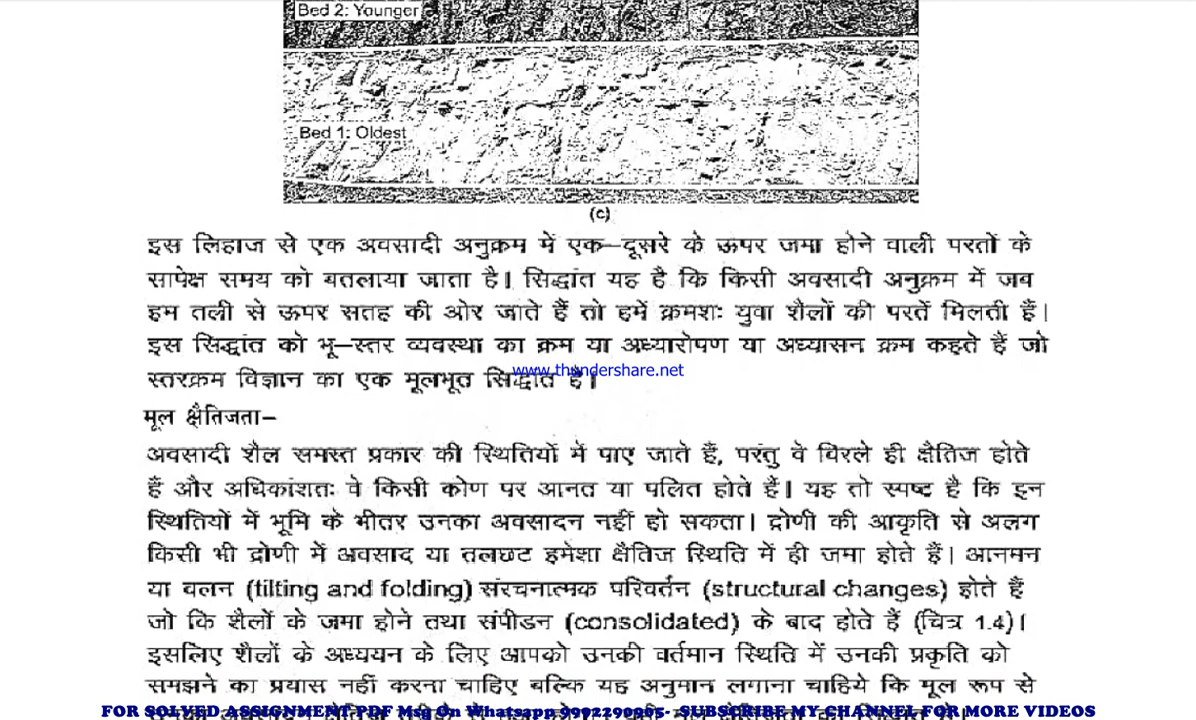 Bed 2: Younger
Bed 1: Oldest
(c)
इस लिहाज से एक अवसादी अनुक्रम में एक–दूसरे के ऊपर जमा होने वाली परतों के
सापेक्ष समय को बतलाया जाता है। सिद्धांत यह है कि किसी अवसादी अनुक्रम में जब
हम तली से ऊपर सतह की ओर जाते हैं तो हमें क्रमशः युवा शैलों की परतें मिलती हैं।
इस सिद्धांत को भू–स्तर व्यवस्था का क्रम या अध्यारोपण या अध्यासन क्रम कहते हैं जो
स्तरक्रम विज्ञान का एक मूलभूत सिद्धांत है।
www.thundershare.net
मूल क्षैतिजता–
अवसादी शैल समस्त प्रकार की स्थितियों में पाए जाते हैं, परंतु वे विरले ही क्षैतिज होते
हैं और अधिकांशतः वे किसी कोण पर आनत या पलित होते हैं। यह तो स्पष्ट है कि इन
स्थितियों में भूमि के भीतर उनका अवसादन नहीं हो सकता। द्रोणी की आकृति से अलग
किसी भी द्रोणी में अवसाद या तलछट हमेशा क्षैतिज स्थिति में ही जमा होते हैं। आनमन
या वलन (tilting and folding) संरचनात्मक परिवर्तन (structural changes) होते हैं
जो कि शैलों के जमा होने तथा संपीडन (consolidated) के बाद होते हैं (चित्र 1.4)।
इसलिए शैलों के अध्ययन के लिए आपको उनकी वर्तमान स्थिति में उनकी प्रकृति को
समझने का प्रयास नहीं करना चाहिए बल्कि यह अनुमान लगाना चाहिये कि मूल रूप से
FOR SOLVED ASSIGNMENT PDF Msg On Whatsapp 9992290905- SUBSCRIBE MY CHANNEL FOR MORE VIDEOS